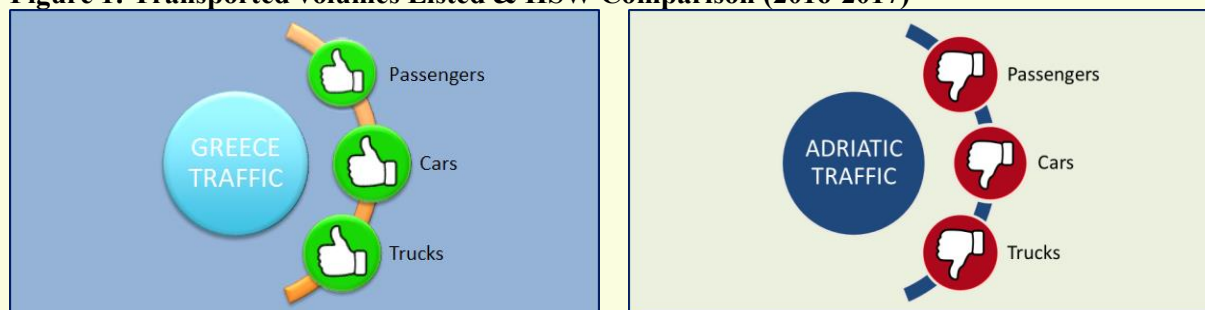 Figure 1: Transported volumes Listed & HSW Comparison (2016-2017)
GREECE
TRAFFIC
Passengers
Cars
Trucks
ADRIATIC
TRAFFIC
Passengers
Cars
Trucks